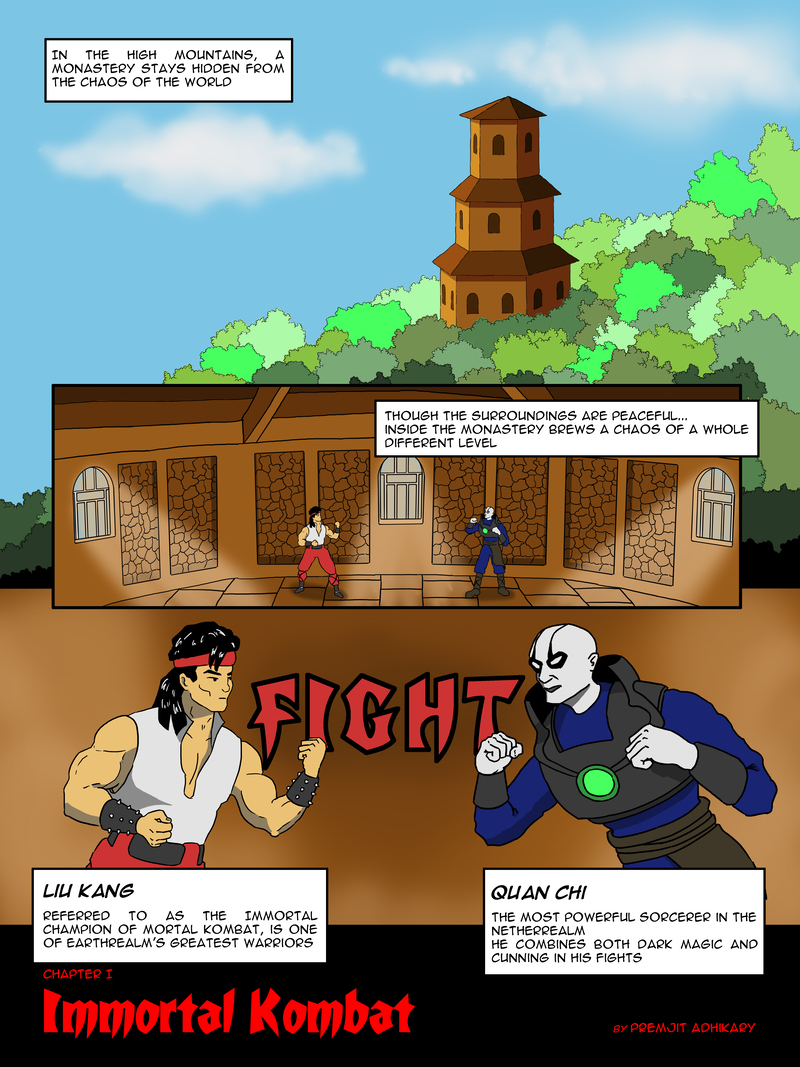 IN THE HIGH MOUNTAINS, A
MONASTERY STAYS HIDDEN FROM
THE CHAOS OF THE WORLD
THOUGH THE SURROUNDINGS ARE PEACEFUL...
INSIDE THE MONASTERY BREWS A CHAOS OF A WHOLE
DIFFERENT LEVEL
FIGHT
LIU KANG
REFERRED TO AS THE IMMORTAL
CHAMPION OF MORTAL KOMBAT, IS ONE
OF EARTHREALM'S GREATEST WARRIORS
QUAN CHI
THE MOST POWERFUL SORCERER IN THE
NETHERREALM
HE COMBINES BOTH DARK MAGIC AND
CUNNING IN HIS FIGHTS
CHAPTER I
Immortal Kombat
BY PREMJIT ADHIKARY